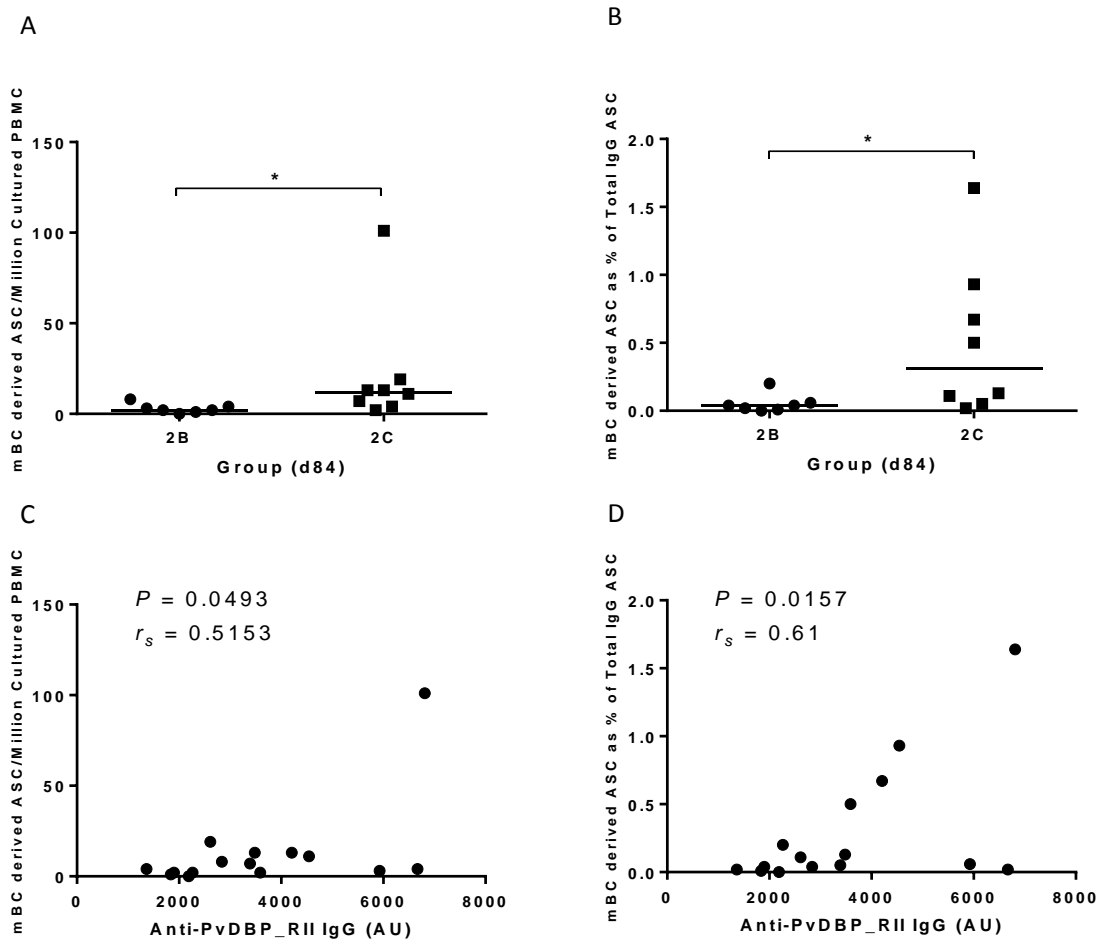 A
mBC derived ASC/Million Cultured PBMC
150
100
50
0
*
2B
2C
Group (d84)
B
mBC derived ASC as % of Total IgG ASC
2.0
1.5
1.0
0.5
0.0
*
2B
2C
Group (d84)
C
mBC derived ASC/Million Cultured PBMC
150
100
50
0
P = 0.0493
rs = 0.5153
0
2000
4000
6000
8000
Anti-PvDBP_RII IgG (AU)
D
mBC derived ASC as % of Total IgG ASC
2.0
1.5
1.0
0.5
0.0
P = 0.0157
rs = 0.61
0
2000
4000
6000
8000
Anti-PvDBP_RII IgG (AU)